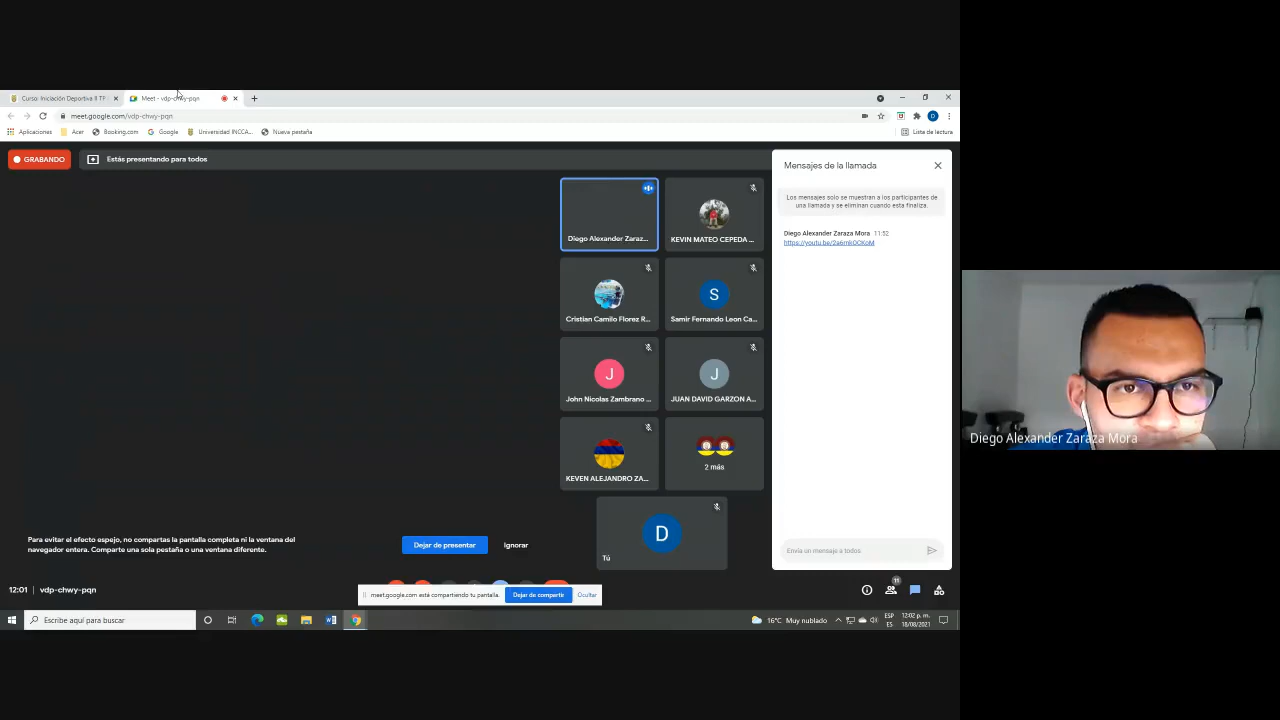 Curso: Iniciación Deportiva II TP
Meet - vdp-chwy-pqn
meet.google.com/vdp-chwy-pqn
Aplicaciones
Acer
Booking.com
Google
Universidad INCCA...
Nueva pestaña
Lista de lectura
GRABANDO
Estás presentando para todos
Diego Alexander Zaraz...
KEVIN MATEO CEPEDA ...
Cristian Camilo Florez R...
S
Samir Fernando Leon Ca...
J
John Nicolas Zambrano ...
J
JUAN DAVID GARZON A...
KEVEN ALEJANDRO ZA...
2 más
D
Tú
Mensajes de la llamada
Los mensajes solo se muestran a los participantes de
una llamada y se eliminan cuando esta finaliza.
Diego Alexander Zaraza Mora 11:52
Envía un mensaje a todos
Para evitar el efecto espejo, no compartas la pantalla completa ni la ventana del
navegador entera. Comparte una sola pestaña o una ventana diferente.
Dejar de presentar
Ignorar
12:01 | vdp-chwy-pqn
meet.google.com está compartiendo tu pantalla.
Dejar de compartir
Ocultar
11
Escribe aquí para buscar
16°C Muy nublado
ESP
ES
12:02 p. m.
18/08/2021
Diego Alexander Zaraza Mora